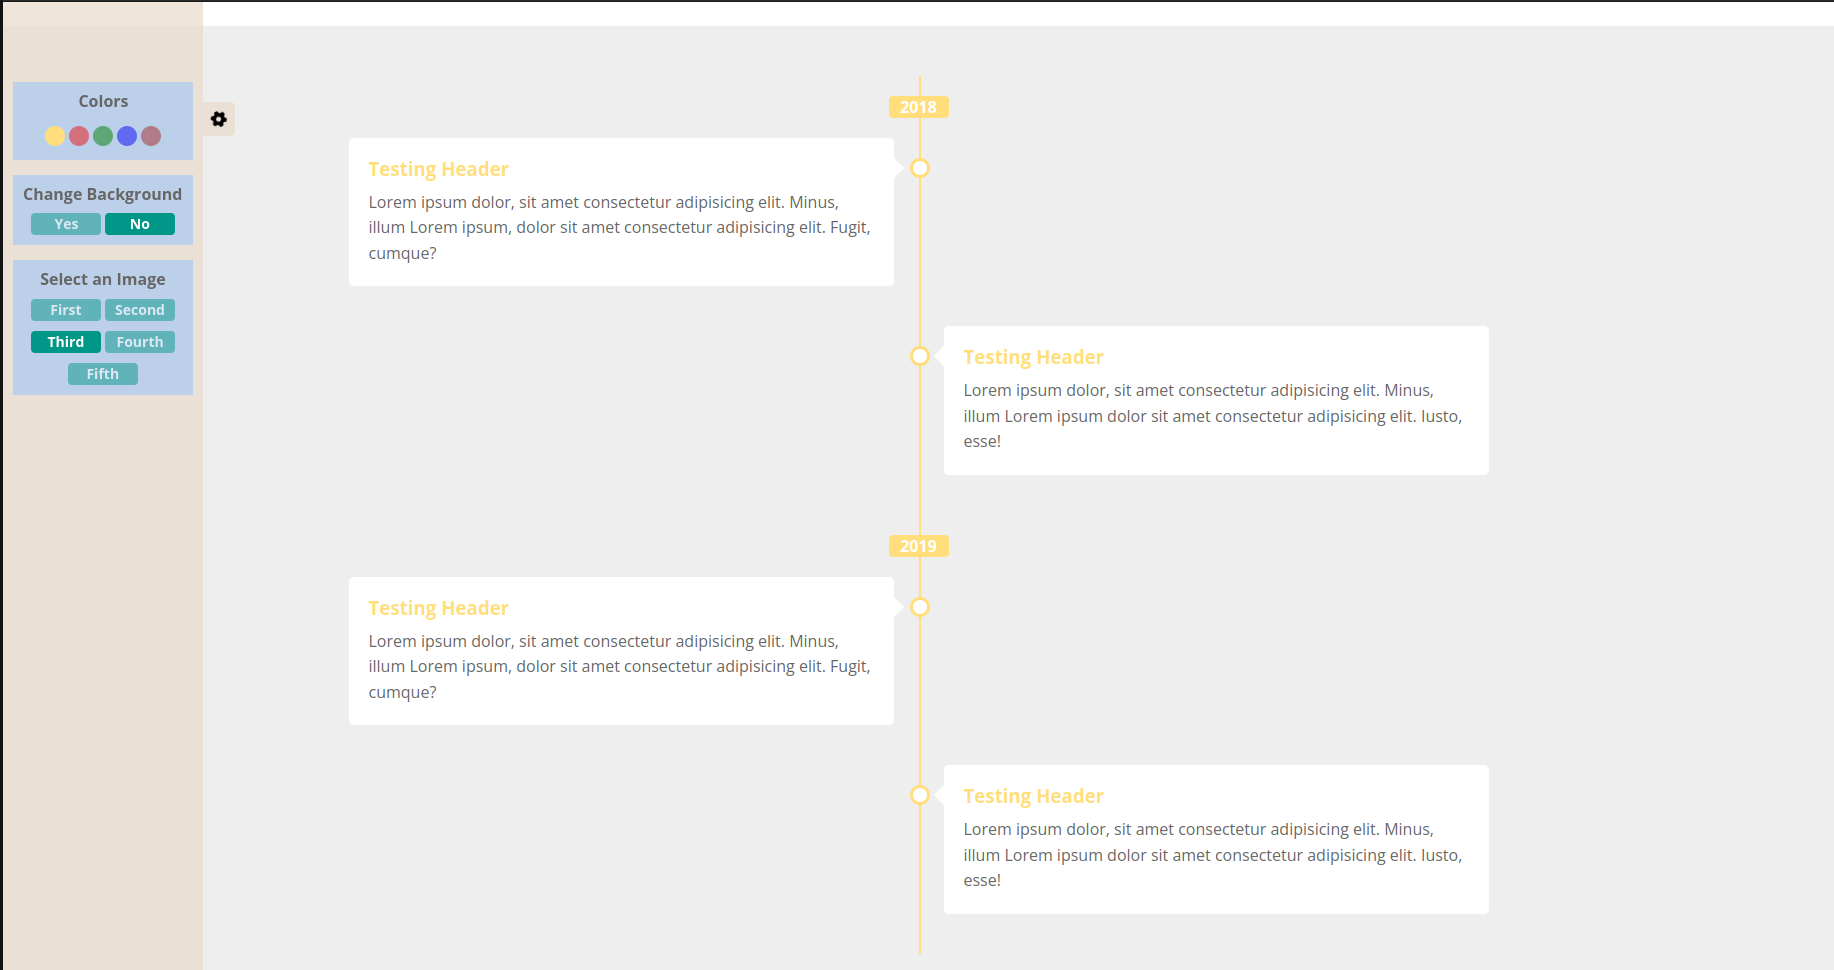 Colors
Change Background
Yes No
Select an Image
First Second
Third Fourth
Fifth
2018
Testing Header
Lorem ipsum dolor, sit amet consectetur adipisicing elit. Minus,
illum Lorem ipsum, dolor sit amet consectetur adipisicing elit. Fugit,
cumque?
Testing Header
Lorem ipsum dolor, sit amet consectetur adipisicing elit. Minus,
illum Lorem ipsum dolor sit amet consectetur adipisicing elit. Iusto,
esse!
2019
Testing Header
Lorem ipsum dolor, sit amet consectetur adipisicing elit. Minus,
illum Lorem ipsum, dolor sit amet consectetur adipisicing elit. Fugit,
cumque?
Testing Header
Lorem ipsum dolor, sit amet consectetur adipisicing elit. Minus,
illum Lorem ipsum dolor sit amet consectetur adipisicing elit. Iusto,
esse!